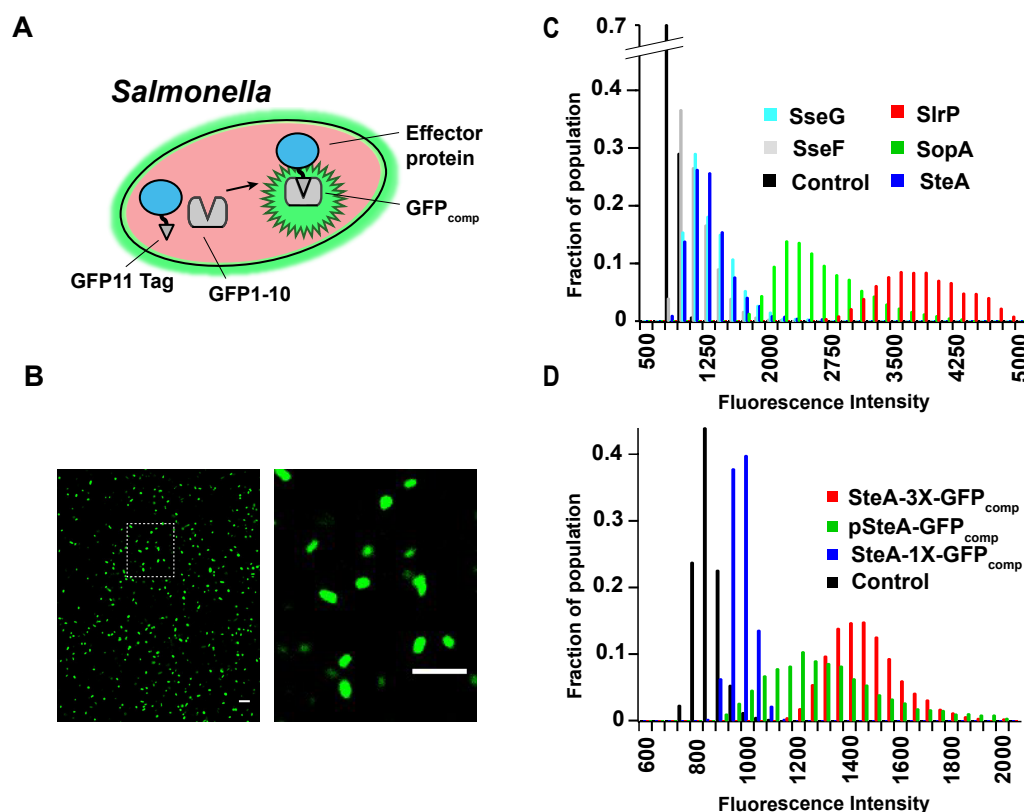 A
Salmonella
Effector
protein
GFPcomp
GFP11 Tag
GFP1-10
B
C
Fraction of population
0.7
0.4
0.3
0.2
0.1
0
SseG
SseF
Control
SlrP
SopA
SteA
500
1250
2000
2750
3500
4250
5000
Fluorescence Intensity
D
Fraction of population
0.4
0.3
0.2
0.1
0
SteA-3X-GFPcomp
pSteA-GFPcomp
SteA-1X-GFPcomp
Control
600
800
1000
1200
1400
1600
1800
2000
Fluorescence Intensity